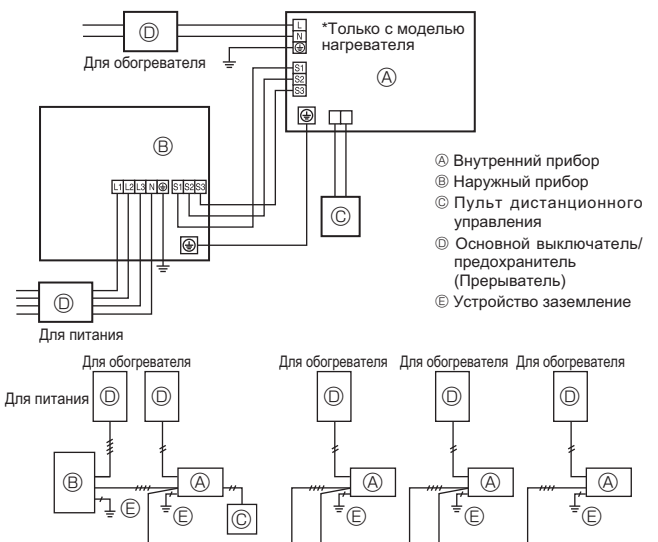 Ⓓ
Для обогревателя
L
N
*Только с моделью
нагревателя
S1
S2
S3
Ⓐ
Ⓑ
L1 L2 L3 N S1 S2 S3
Ⓒ
Ⓓ
Для питания
Ⓐ Внутренний прибор
Ⓑ Наружный прибор
Ⓒ Пульт дистанционного
управления
Ⓓ Основной выключатель/
предохранитель
(Прерыватель)
Ⓔ Устройство заземление
Для обогревателя
Для обогревателя Для обогревателя Для обогревателя
Для питания Ⓓ Ⓓ Ⓓ Ⓓ Ⓓ
Ⓑ Ⓐ Ⓐ Ⓐ Ⓐ
Ⓔ Ⓔ Ⓒ Ⓔ Ⓔ Ⓔ